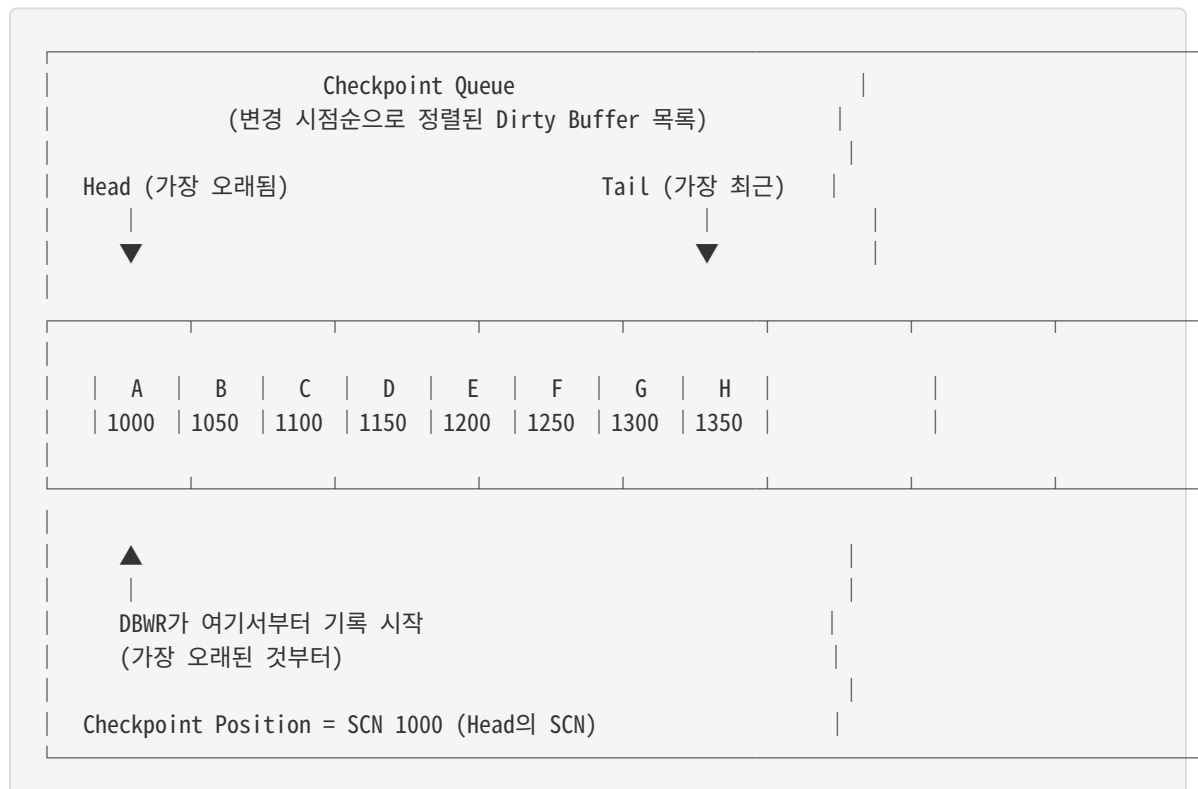 Checkpoint Queue
(변경 시점순으로 정렬된 Dirty Buffer 목록)
Head (가장 오래됨) Tail (가장 최근)
A | B | C | D | E | F | G | H
1000 | 1050 | 1100 | 1150 | 1200 | 1250 | 1300 | 1350
DBWR가 여기서부터 기록 시작
(가장 오래된 것부터)
Checkpoint Position = SCN 1000 (Head의 SCN)